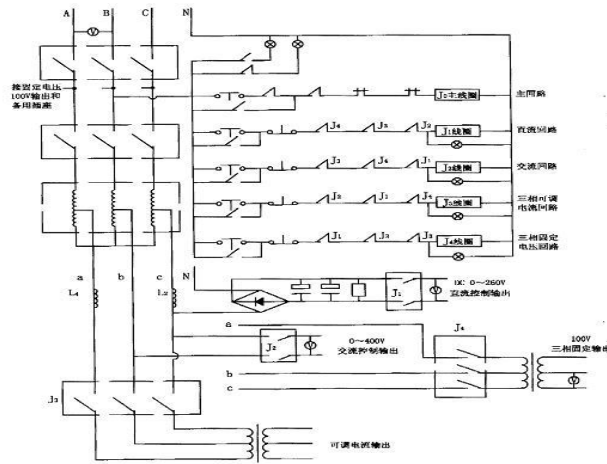 A B C N
V
接固定电压
100V输出和
备用插座
J₀主线圈 主回路
J₄ J₃ J₂ J₁线圈 直流回路
J₃ J₄ J₁ J₂线圈 交流回路
J₂ J₁ J₄ J₃线圈 三相可调
电流回路
J₁ J₂ J₃ J₄线圈 三相固定
电压回路
a b c N
L₁ L₂
J₁ V
DC 0~260V
直流控制输出
a
J₂ V
0~400V
交流控制输出
J₄
100V
三相固定输出
V
b
c
J₃
可调电流输出